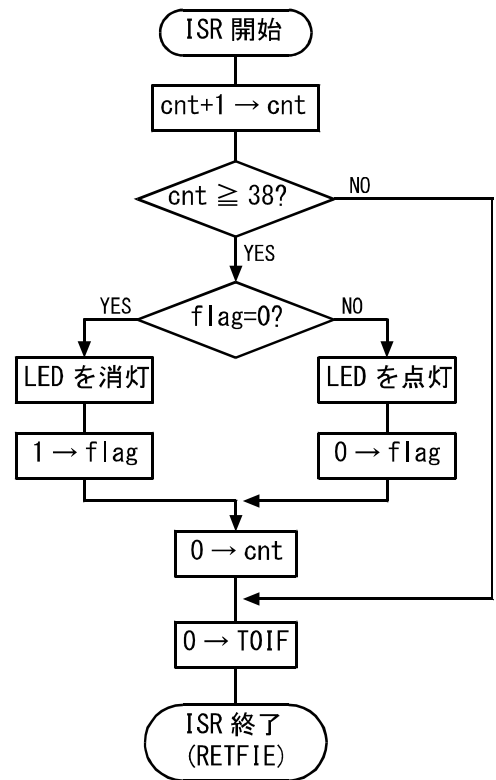 ISR 開始
cnt+1 → cnt
cnt ≧ 38?
NO
YES
flag=0?
YES
NO
LED を消灯
LED を点灯
1 → flag
0 → flag
0 → cnt
0 → T0IF
ISR 終了
(RETFIE)